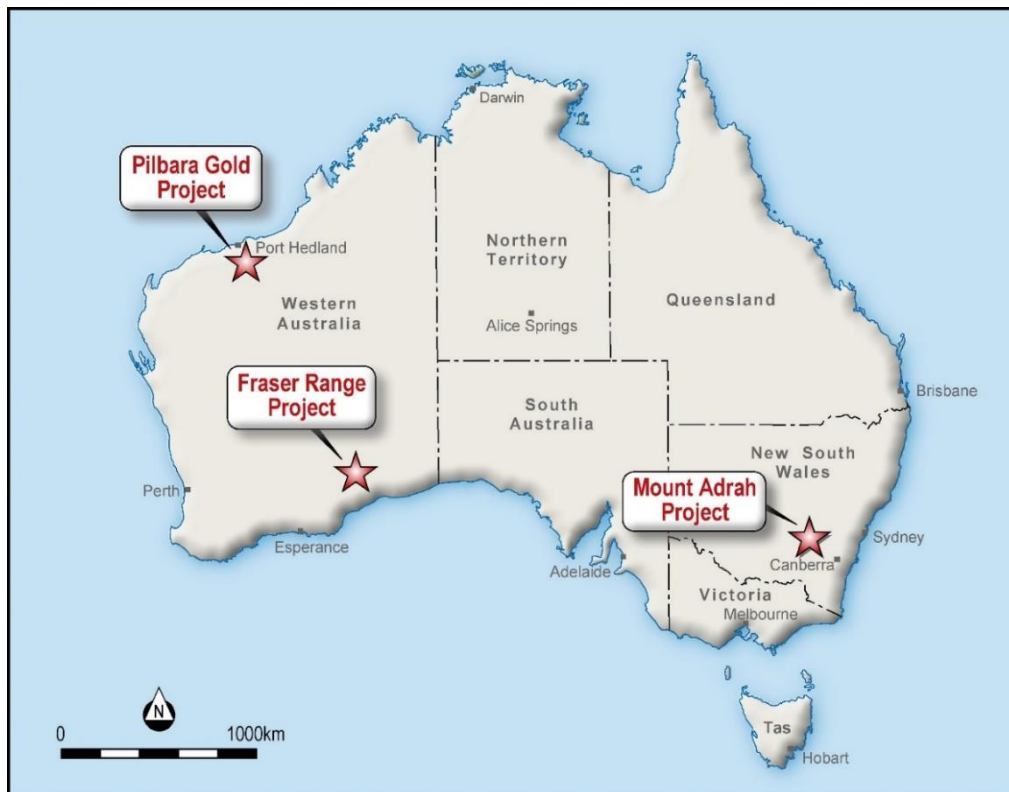 Darwin
Pilbara Gold
Project
Port Hedland
Northern
Territory
Western
Australia
Queensland
Alice Springs
Fraser Range
Project
South
Australia
Brisbane
New South
Wales
Perth
Mount Adrah
Project
Esperance
Sydney
Adelaide
Canberra
Victoria
Melbourne
N
0
1000km
Tas
Hobart